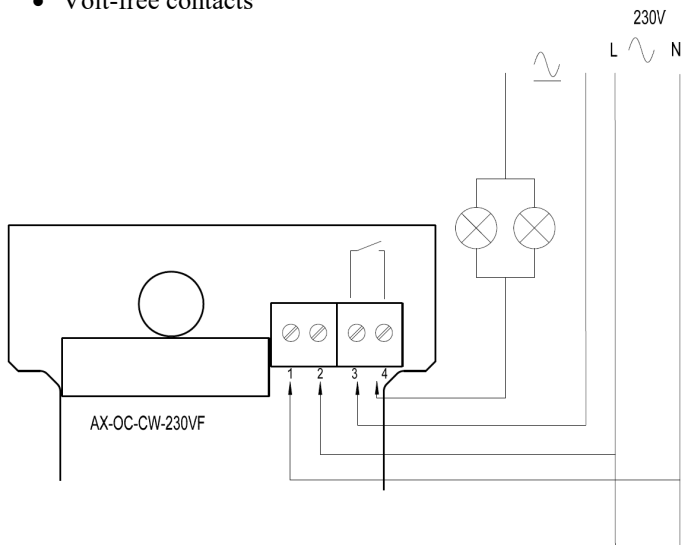 • Volt-free contacts
230V
L N
1 2 3 4
AX-OC-CW-230VF